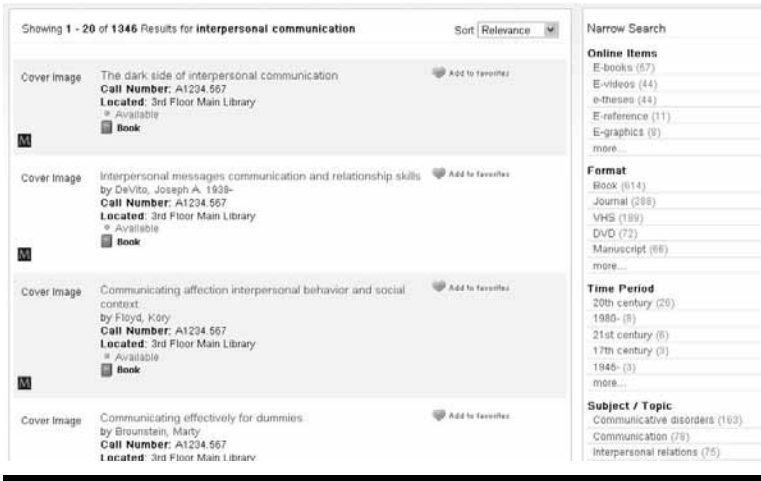 Showing 1 - 20 of 1346 Results for interpersonal communication
Sort Relevance
Cover Image
The dark side of interpersonal communication
Add to favorites
Call Number: A1234.567
Located: 3rd Floor Main Library
Available
Book
M
Cover Image
Interpersonal messages communication and relationship skills
Add to favorites
by DeVito, Joseph A. 1938-
Call Number: A1234.567
Located: 3rd Floor Main Library
Available
Book
M
Cover Image
Communicating affection interpersonal behavior and social
context
Add to favorites
by Floyd, Kory
Call Number: A1234.567
Located: 3rd Floor Main Library
Available
Book
M
Cover Image
Communicating effectively for dummies
Add to favorites
by Brounstein, Marty
Call Number: A1234.567
Located: 3rd Floor Main Library
Narrow Search
Online Items
E-books (67)
E-videos (44)
e-theses (44)
E-reference (11)
E-graphics
more...
Format
Book (614)
Journal (288)
VHS (189)
DVD (72)
Manuscript (66)
more...
Time Period
20th century (26)
1980- (8)
21st century (6)
17th century (3)
1945- (3)
more...
Subject / Topic
Communicative disorders (163)
Communication (78)
Interpersonal relations (75)